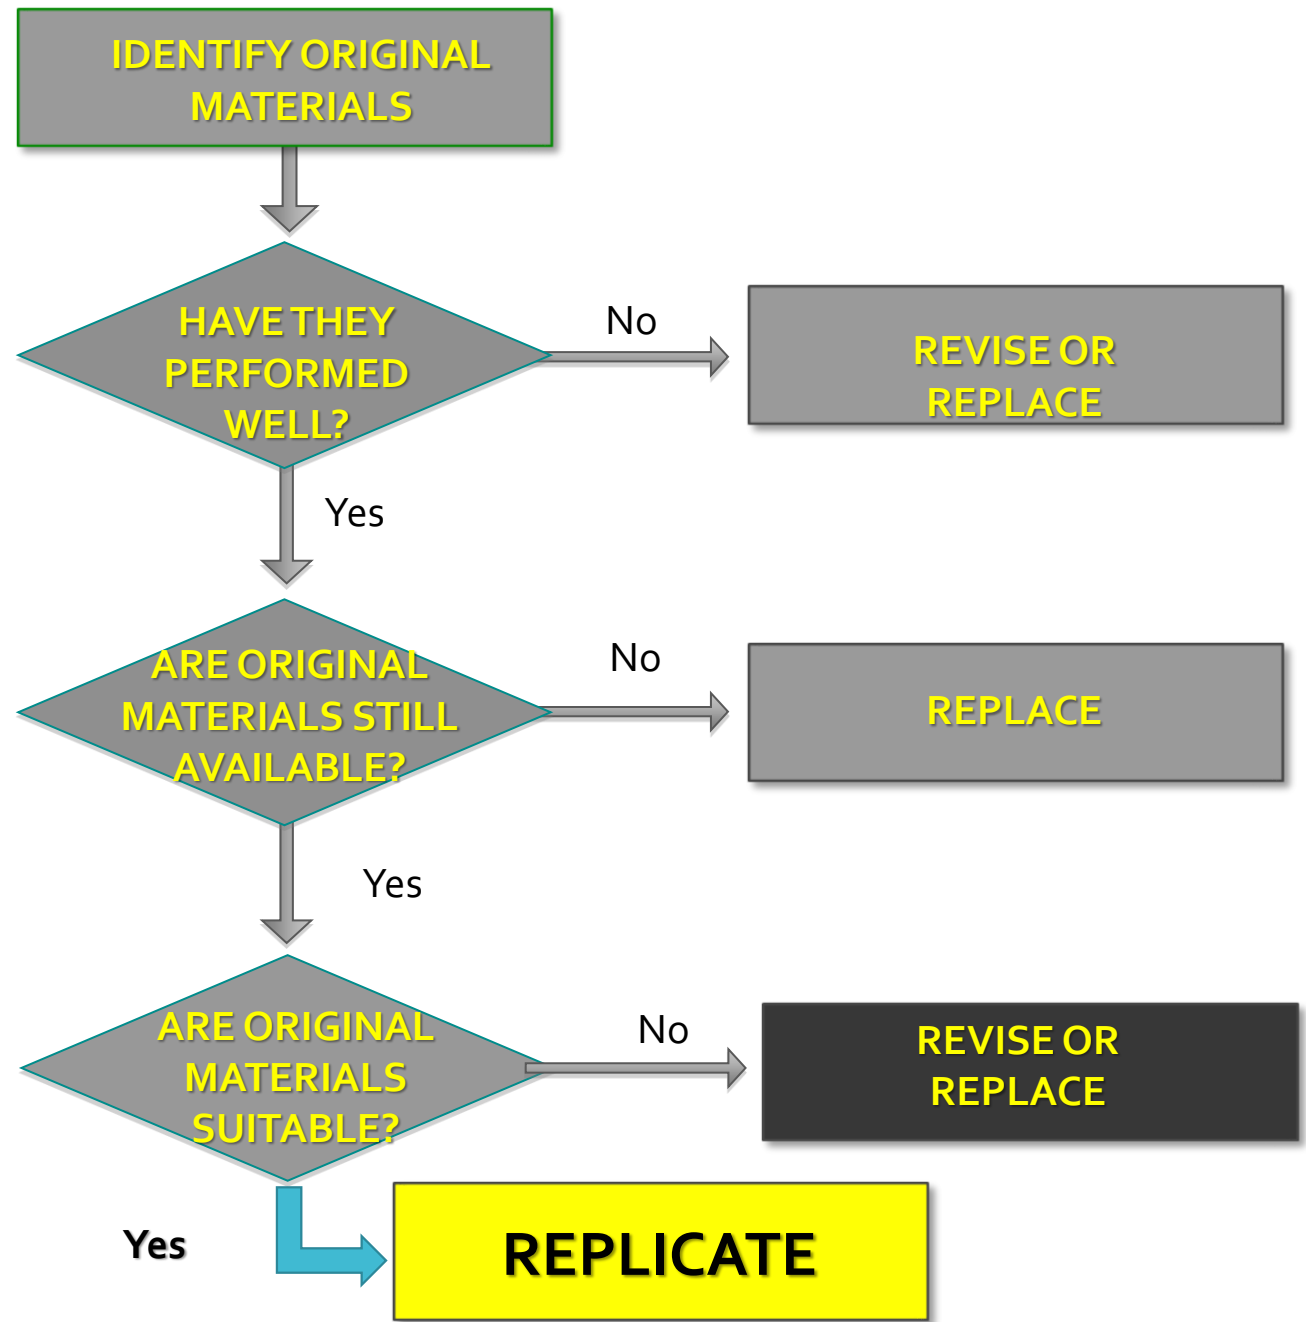 IDENTIFY ORIGINAL
MATERIALS
HAVE THEY
PERFORMED
WELL?
No
REVISE OR
REPLACE
Yes
ARE ORIGINAL
MATERIALS STILL
AVAILABLE?
No
REPLACE
Yes
ARE ORIGINAL
MATERIALS
SUITABLE?
No
REVISE OR
REPLACE
Yes
REPLICATE